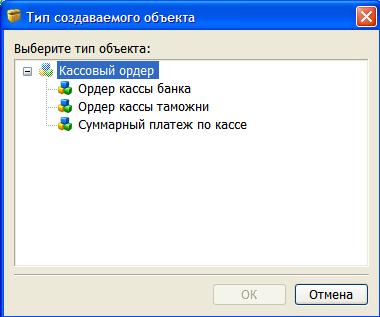 Тип создаваемого объекта
Выберите тип объекта:
Кассовый ордер
Ордер кассы банка
Ордер кассы таможни
Суммарный платеж по кассе
ОК Отмена